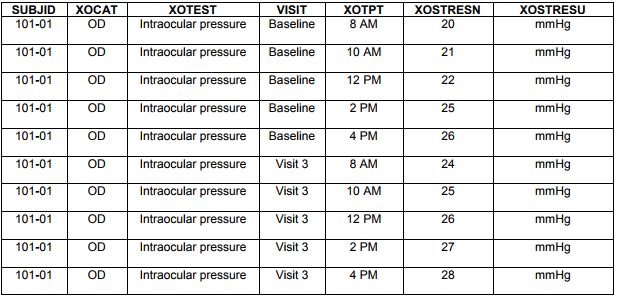 SUBJID XOCAT XOTEST VISIT XOTPT XOSTRESN XOSTRESU
101-01 OD Intraocular pressure Baseline 8 AM 20 mmHg
101-01 OD Intraocular pressure Baseline 10 AM 21 mmHg
101-01 OD Intraocular pressure Baseline 12 PM 22 mmHg
101-01 OD Intraocular pressure Baseline 2 PM 25 mmHg
101-01 OD Intraocular pressure Baseline 4 PM 26 mmHg
101-01 OD Intraocular pressure Visit 3 8 AM 24 mmHg
101-01 OD Intraocular pressure Visit 3 10 AM 25 mmHg
101-01 OD Intraocular pressure Visit 3 12 PM 26 mmHg
101-01 OD Intraocular pressure Visit 3 2 PM 27 mmHg
101-01 OD Intraocular pressure Visit 3 4 PM 28 mmHg